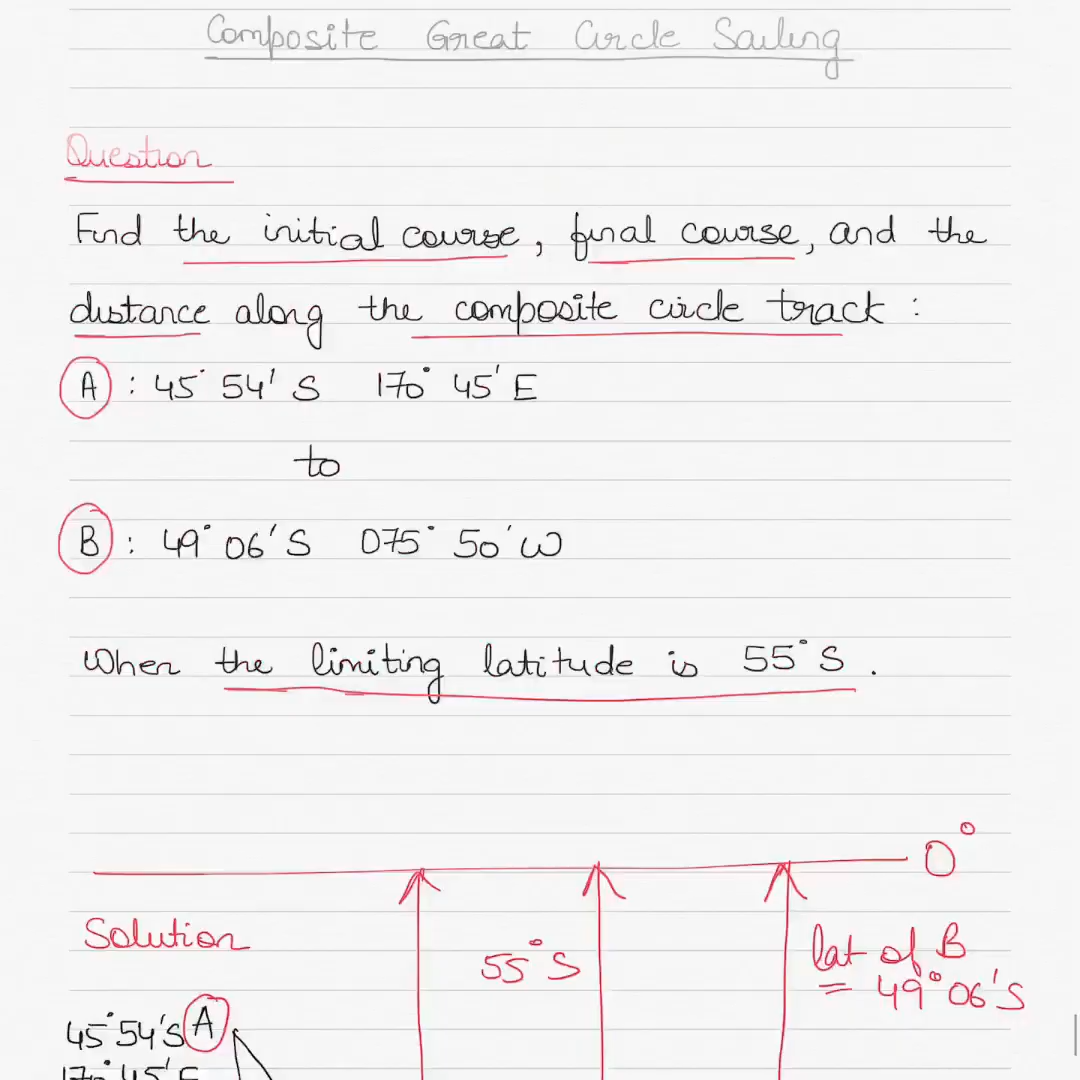 Composite Great Circle Sailing
Question
Find the initial course, final course, and the
distance along the composite circle track :
A : 45° 54' S 170° 45' E
to
B : 49° 06' S 075° 50' W
When the limiting latitude is 55° S.
0°
Solution
55° S
lat of B
= 49° 06' S
45° 54' S A
170° 45' E